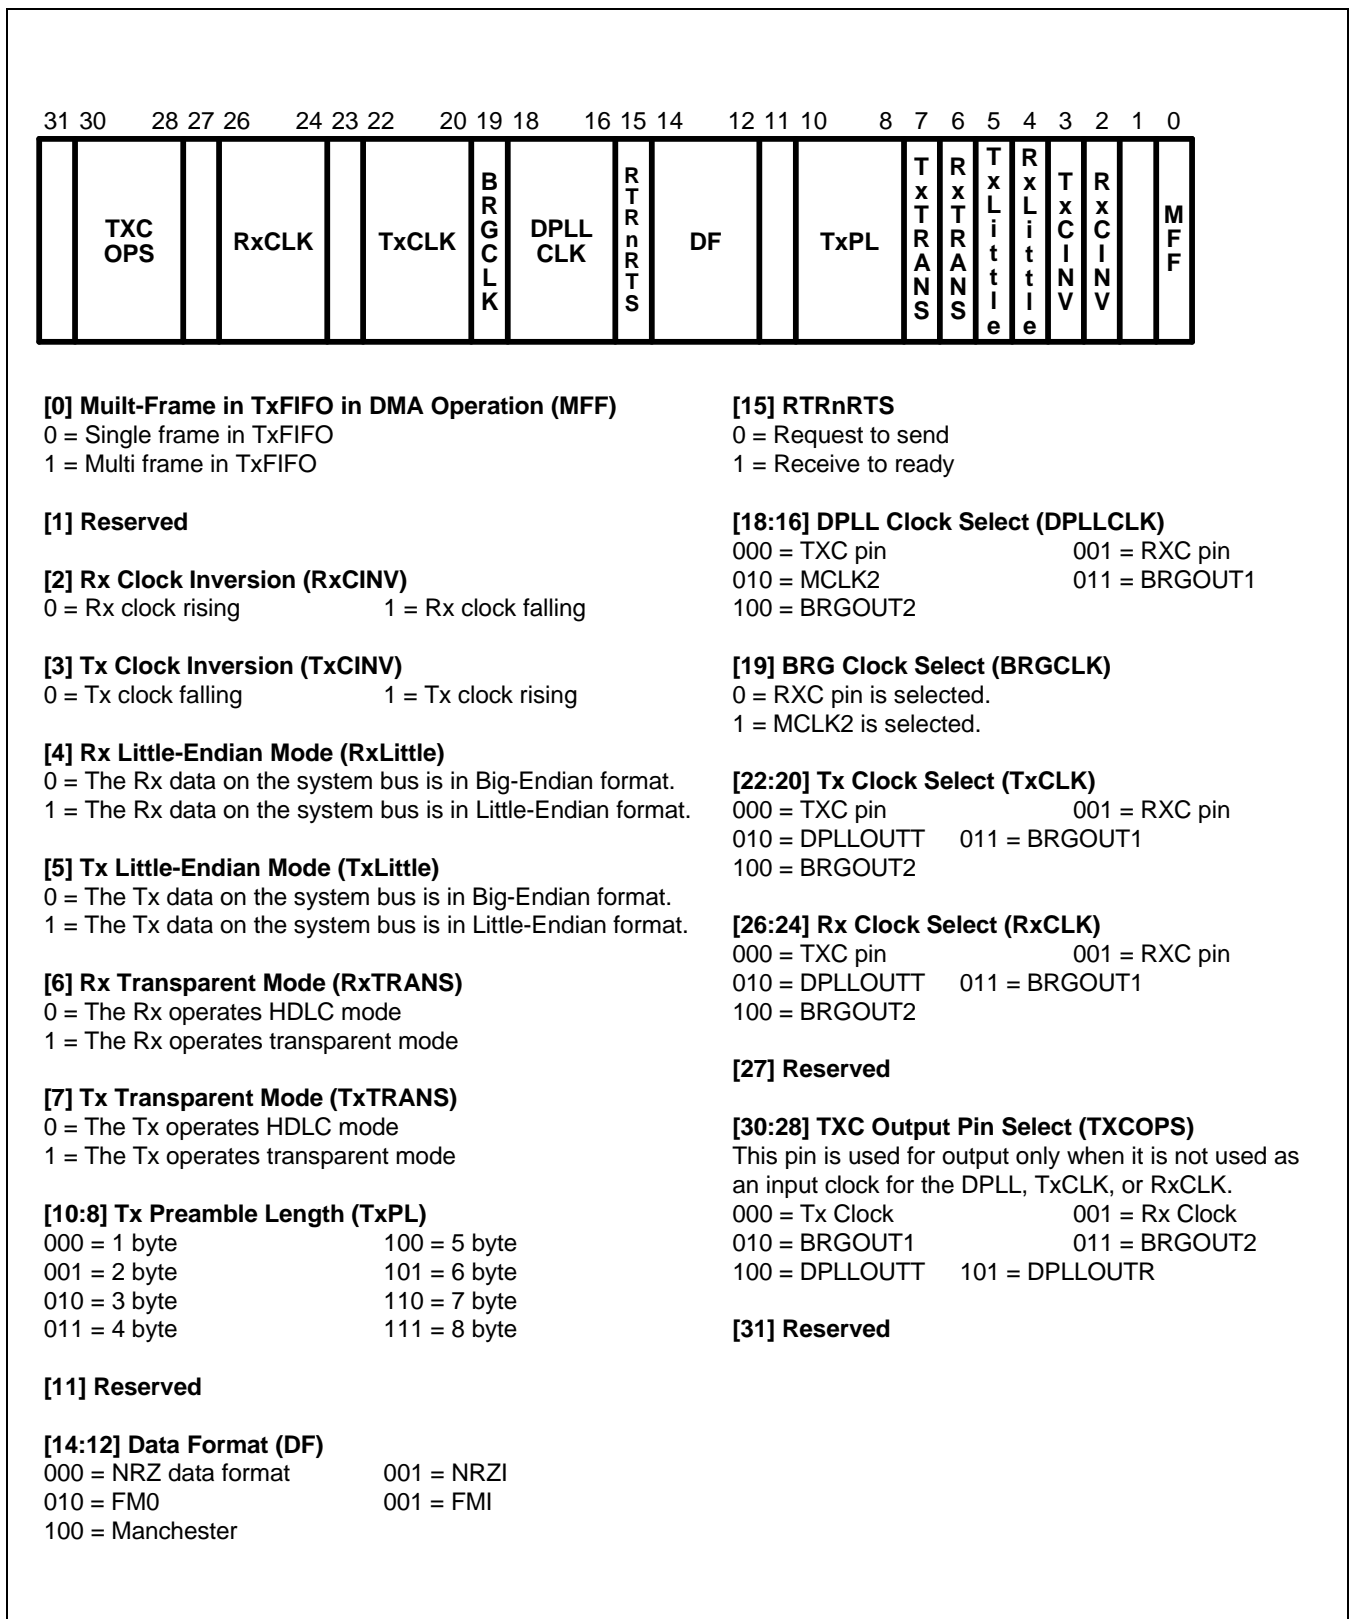 31 30 28 27 26 24 23 22 20 19 18 16 15 14 12 11 10 8 7 6 5 4 3 2 1 0
TXC
OPS
RxCLK
TxCLK
BRGCLK
DPLL
CLK
RTRnRTS
DF
TxPL
TxTRANS
RxTRANS
TxLittle
RxLittle
TxCINV
RxCINV
MFF
[0] Muilt-Frame in TxFIFO in DMA Operation (MFF)
0 = Single frame in TxFIFO
1 = Multi frame in TxFIFO
[1] Reserved
[2] Rx Clock Inversion (RxCINV)
0 = Rx clock rising 1 = Rx clock falling
[3] Tx Clock Inversion (TxCINV)
0 = Tx clock falling 1 = Tx clock rising
[4] Rx Little-Endian Mode (RxLittle)
0 = The Rx data on the system bus is in Big-Endian format.
1 = The Rx data on the system bus is in Little-Endian format.
[5] Tx Little-Endian Mode (TxLittle)
0 = The Tx data on the system bus is in Big-Endian format.
1 = The Tx data on the system bus is in Little-Endian format.
[6] Rx Transparent Mode (RxTRANS)
0 = The Rx operates HDLC mode
1 = The Rx operates transparent mode
[7] Tx Transparent Mode (TxTRANS)
0 = The Tx operates HDLC mode
1 = The Tx operates transparent mode
[10:8] Tx Preamble Length (TxPL)
000 = 1 byte 100 = 5 byte
001 = 2 byte 101 = 6 byte
010 = 3 byte 110 = 7 byte
011 = 4 byte 111 = 8 byte
[11] Reserved
[14:12] Data Format (DF)
000 = NRZ data format 001 = NRZI
010 = FM0 001 = FMI
100 = Manchester
[15] RTRnRTS
0 = Request to send
1 = Receive to ready
[18:16] DPLL Clock Select (DPLLCLK)
000 = TXC pin 001 = RXC pin
010 = MCLK2 011 = BRGOUT1
100 = BRGOUT2
[19] BRG Clock Select (BRGCLK)
0 = RXC pin is selected.
1 = MCLK2 is selected.
[22:20] Tx Clock Select (TxCLK)
000 = TXC pin 001 = RXC pin
010 = DPLLOUTT 011 = BRGOUT1
100 = BRGOUT2
[26:24] Rx Clock Select (RxCLK)
000 = TXC pin 001 = RXC pin
010 = DPLLOUTT 011 = BRGOUT1
100 = BRGOUT2
[27] Reserved
[30:28] TXC Output Pin Select (TXCOPS)
This pin is used for output only when it is not used as
an input clock for the DPLL, TxCLK, or RxCLK.
000 = Tx Clock 001 = Rx Clock
010 = BRGOUT1 011 = BRGOUT2
100 = DPLLOUTT 101 = DPLLOUTR
[31] Reserved